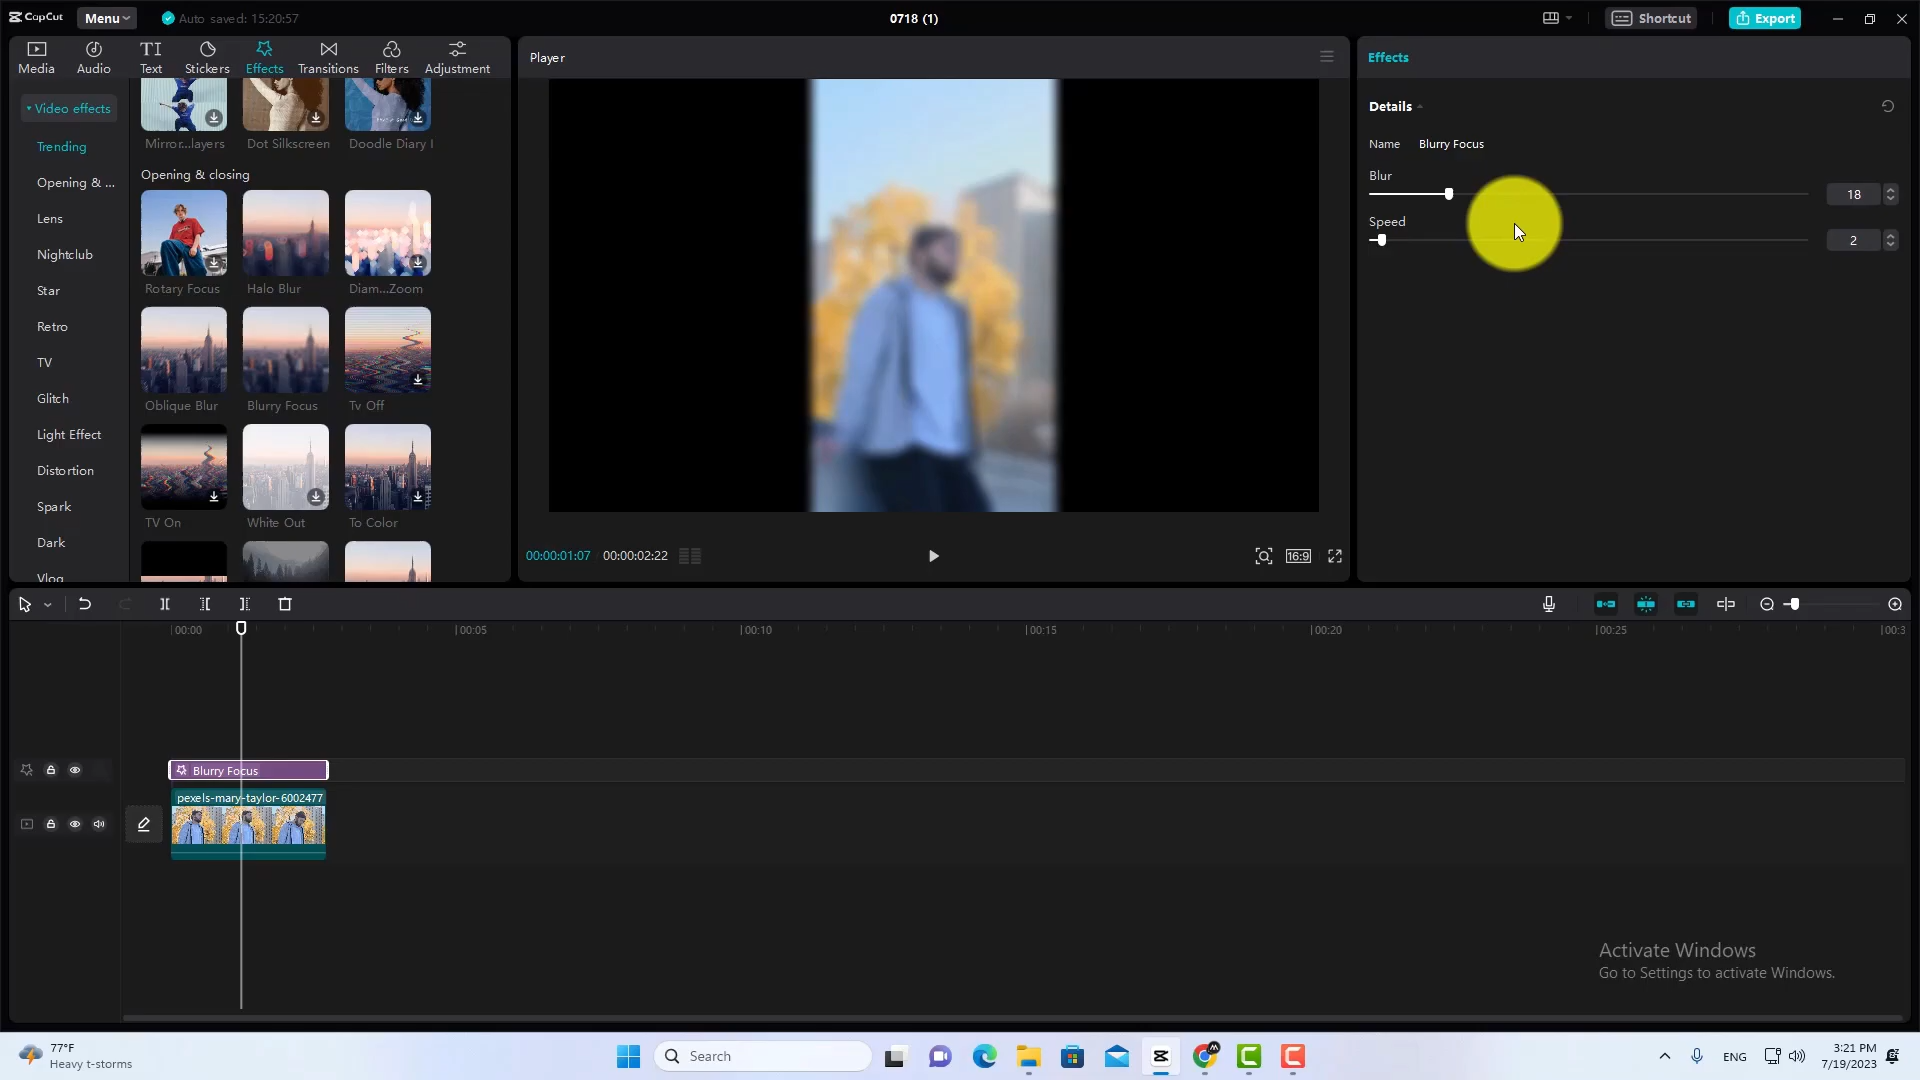 CapCut
Menu
Auto saved: 15:20:57
0718 (1)
Shortcut
Export
Media
Audio
TI
Text
Stickers
Effects
Transitions
Filters
Adjustment
Player
Effects
Video effects
Trending
Opening & ...
Lens
Nightclub
Star
Retro
TV
Glitch
Light Effect
Distortion
Spark
Dark
Vlog
Mirror...layers
Dot Silkscreen
Doodle Diary I
Opening & closing
Rotary Focus
Halo Blur
Diam...Zoom
Oblique Blur
Blurry Focus
Tv Off
TV On
White Out
To Color
00:00:01:07
00:00:02:22
16:9
Details
Name Blurry Focus
Blur
18
Speed
2
00:00
00:05
00:10
00:15
00:20
00:25
00:3
Blurry Focus
pexels-mary-taylor-6002477
Activate Windows
Go to Settings to activate Windows.
77°F
Heavy t-storms
Search
ENG
3:21 PM
7/19/2023